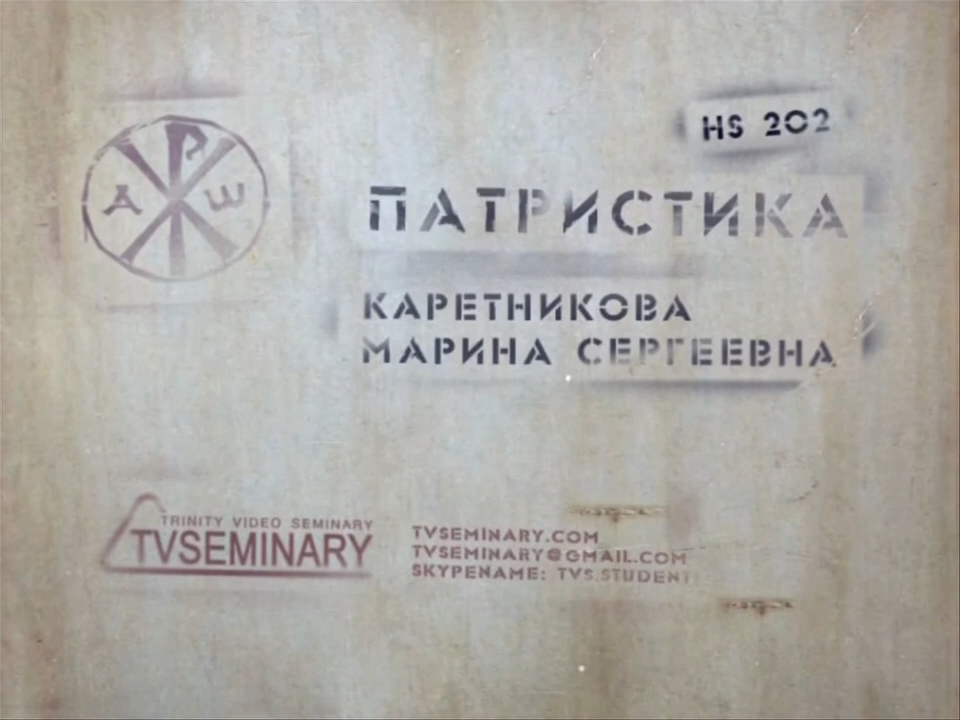 HS 202
ПАТРИСТИКА
КАРЕТНИКОВА
МАРИНА СЕРГЕЕВНА
А Р Ш
TRINITY VIDEO SEMINARY
TVSEMINARY
TVSEMINARY.COM
TVSEMINARY@GMAIL.COM
SKYPENAME: TVS.STUDENT